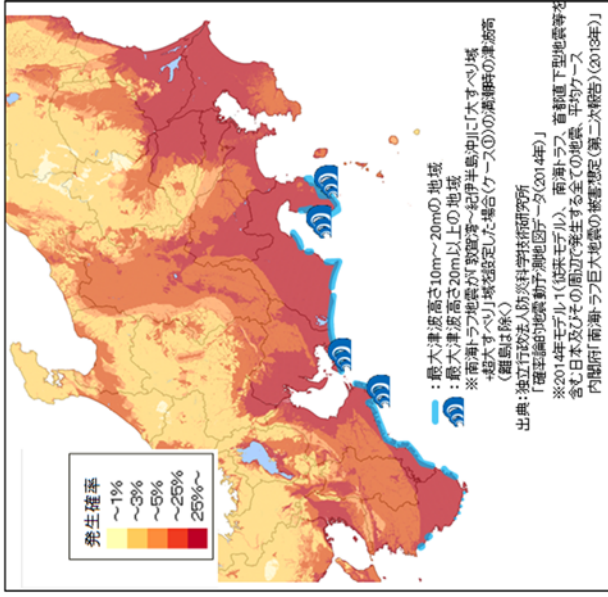 発生確率
～1%
～3%
～5%
～25%
25%～
：最大津波高さ10m～20mの地域
：最大津波高さ20m以上の地域
※南海トラフ地震が「駿河湾～紀伊半島沖」に「大すべり域
+超大すべり」域を設定した場合（ケース①）の満潮時の津波高
（離島は除く）
出典：独立行政法人防災科学技術研究所
「確率論的地震動予測地図データ（2014年）」
※2014年モデル1（従来モデル）、南海トラフ、首都直下型地震等を
含む日本及びその周辺で発生する全ての地震、平均ケース
内閣府「南海トラフ巨大地震の被害想定（第二次報告）（2013年）」